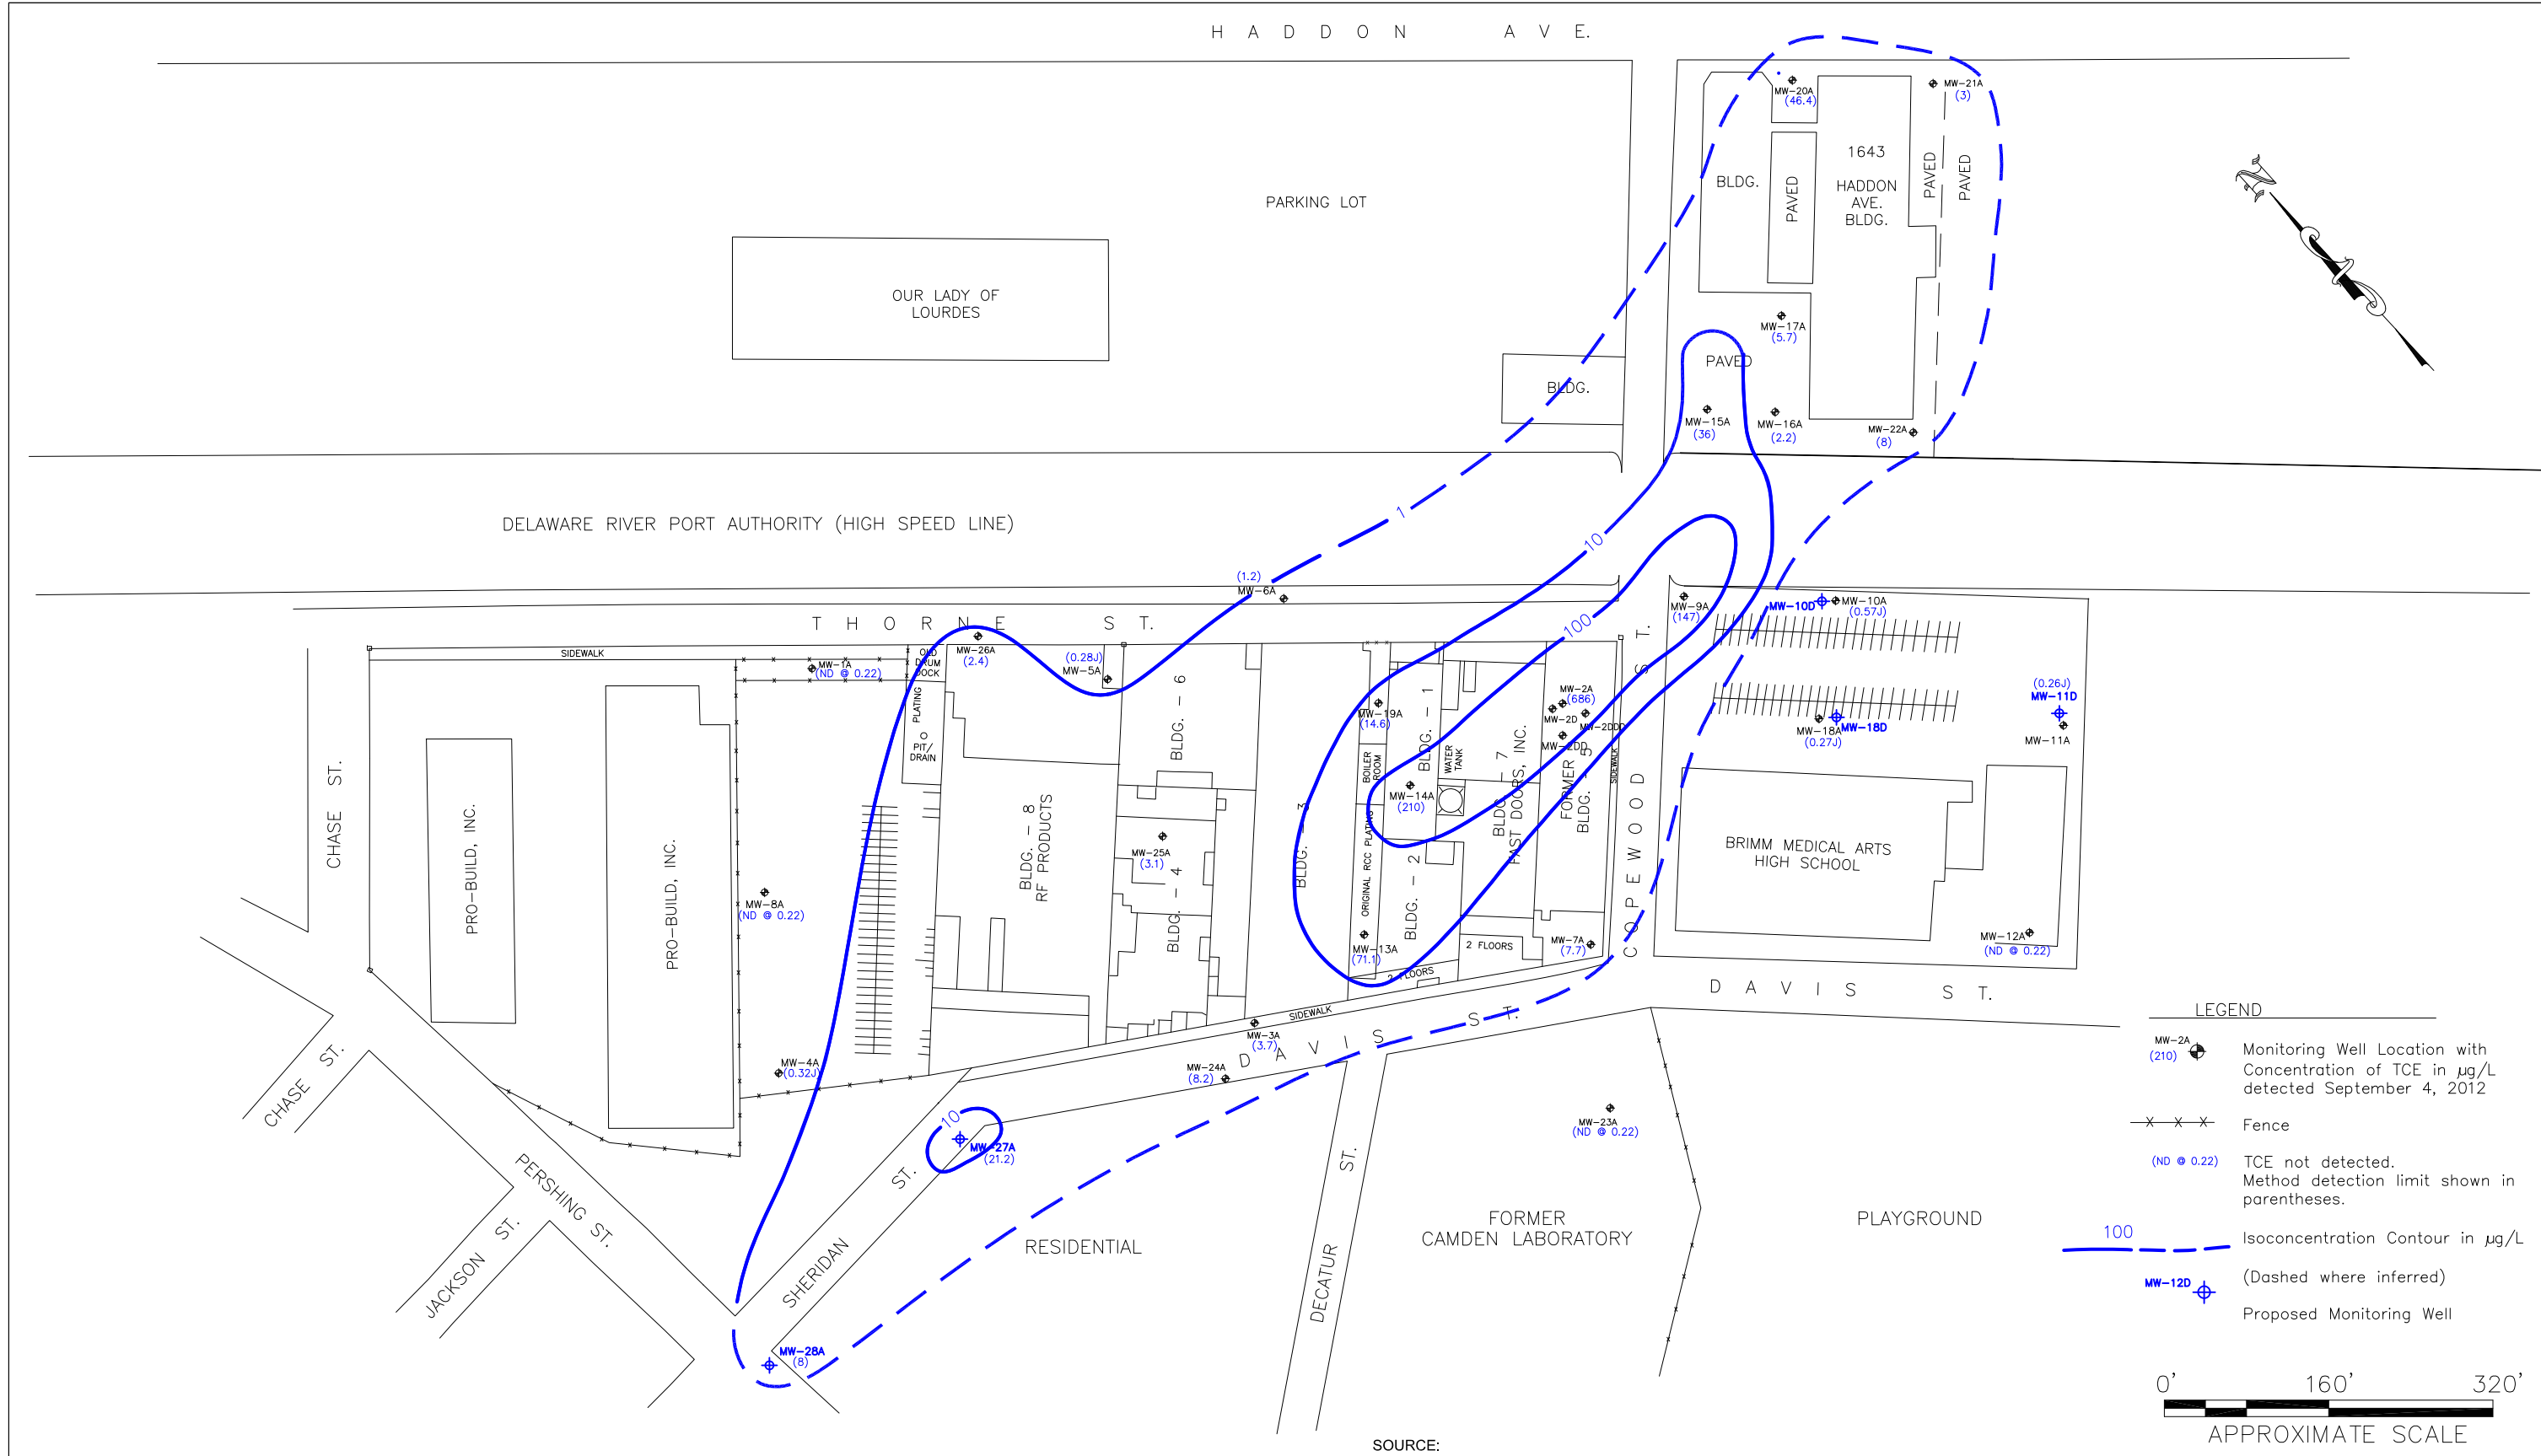 HADDON AVE.
MW-20A
(46.4)
MW-21A
(3)
1643
HADDON
AVE.
BLDG.
BLDG.
PAVED
PAVED
PAVED
PARKING LOT
OUR LADY OF
LOURDES
MW-17A
(5.7)
PAVED
BLDG.
MW-15A
(36)
MW-16A
(2.2)
MW-22A
(8)
N
1
10
100
DELAWARE RIVER PORT AUTHORITY (HIGH SPEED LINE)
(1.2)
MW-6A
THORNE ST.
SIDEWALK
MW-1A
(ND @ 0.22)
OLD
DRUM
DOCK
MW-26A
(2.4)
(0.28J)
MW-5A
MW-9A
(147)
MW-10D
MW-10A
(0.57J)
PLATING
PIT/
DRAIN
BLDG. - 6
MW-19A
(14.6)
BLDG. - 1
MW-2A
(686)
MW-2D
MW-2DDD
MW-2DD
(0.26J)
MW-11D
MW-11A
MW-18A
(0.27J)
MW-18D
BOILER
ROOM
WATER
TANK
MW-14A
(210)
BLDG. - 7
FAST DOORS, INC.
FORMER
BLDG. - 5
SIDEWALK
COPEWOOD ST.
CHASE ST.
PRO-BUILD, INC.
PRO-BUILD, INC.
BLDG. - 8
RF PRODUCTS
MW-25A
(3.1)
BLDG. - 4
BLDG. - 3
ORIGINAL RCC PLATING
BLDG. - 2
BRIMM MEDICAL ARTS
HIGH SCHOOL
MW-8A
(ND @ 0.22)
MW-13A
(71.1)
2 FLOORS
2 FLOORS
MW-7A
(7.7)
MW-12A
(ND @ 0.22)
DAVIS ST.
SIDEWALK
MW-3A
(3.7)
DAVIS ST.
MW-4A
(0.32J)
MW-24A
(8.2)
CHASE ST.
10
MW-27A
(21.2)
MW-23A
(ND @ 0.22)
PERSHING ST.
JACKSON ST.
SHERIDAN ST.
RESIDENTIAL
DECATUR ST.
FORMER
CAMDEN LABORATORY
PLAYGROUND
MW-28A
(8)
LEGEND
MW-2A
(210)
Monitoring Well Location with
Concentration of TCE in µg/L
detected September 4, 2012
Fence
(ND @ 0.22)
TCE not detected.
Method detection limit shown in
parentheses.
100
Isoconcentration Contour in µg/L
(Dashed where inferred)
MW-12D
Proposed Monitoring Well
0' 160' 320'
APPROXIMATE SCALE
SOURCE: